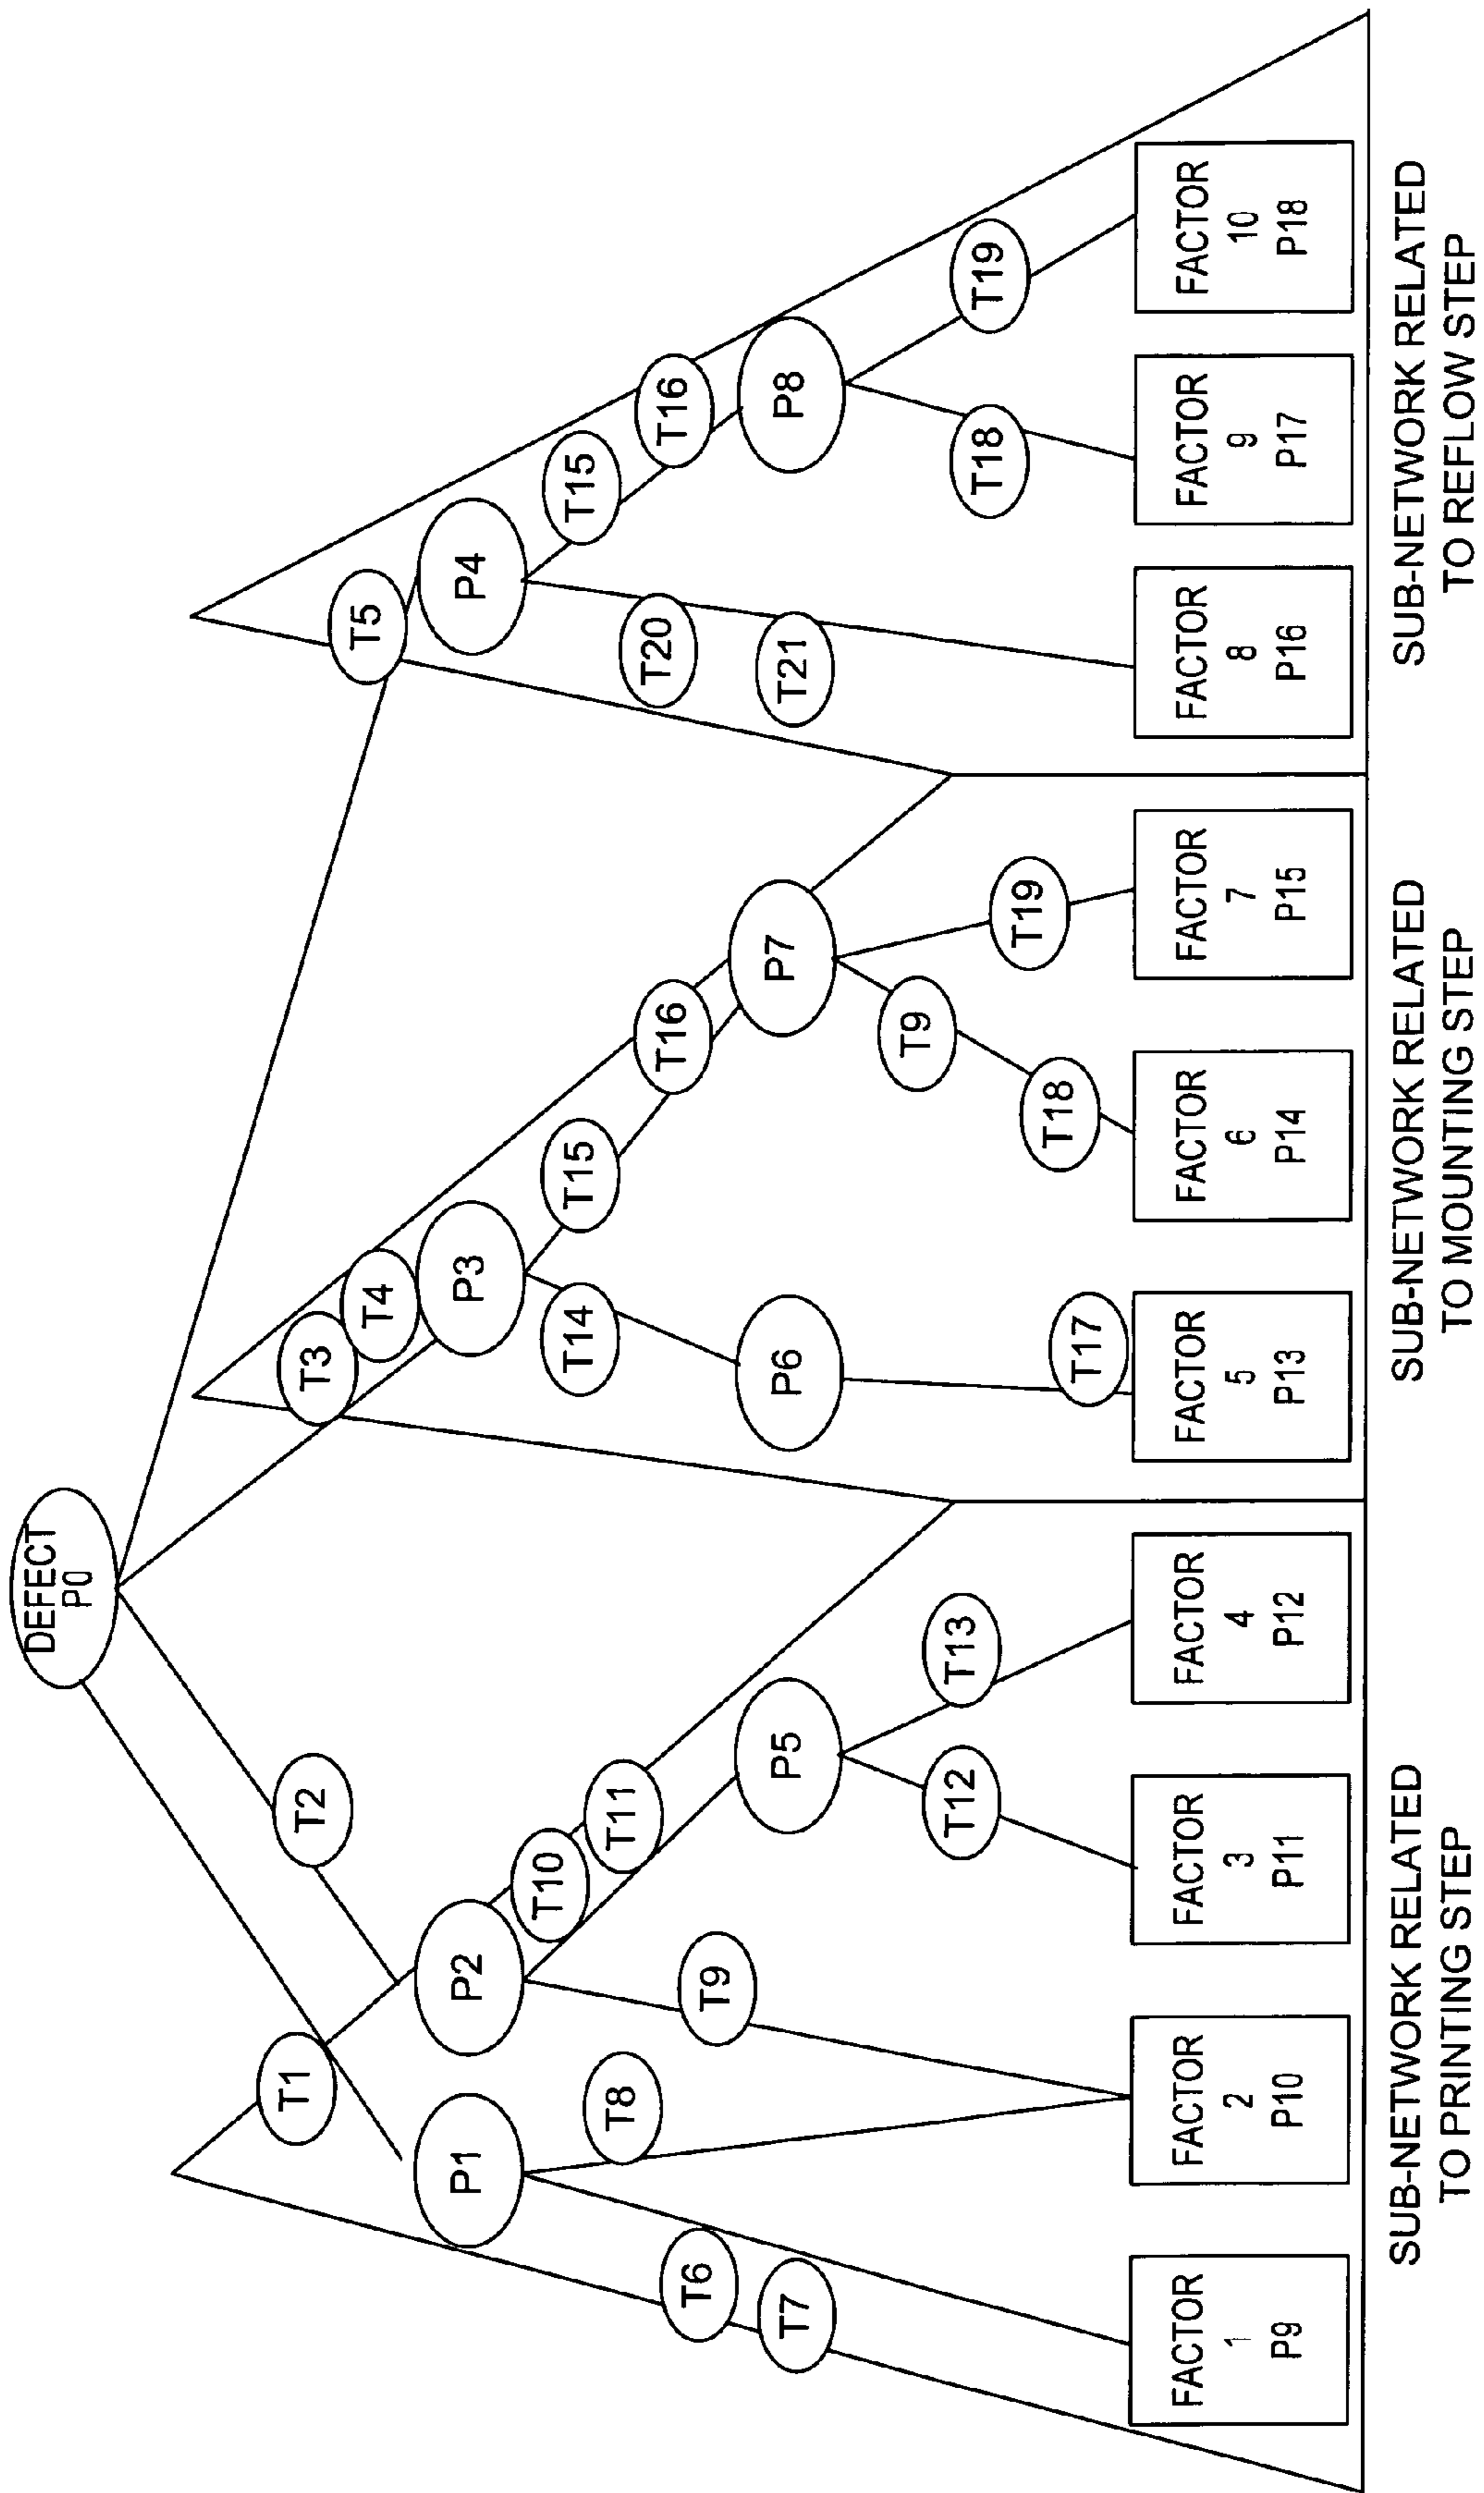 DEFECT
P0
T1
T2
T3
T4
T5
P1
P2
P3
P4
T6
T7
T8
T9
T10
T11
T14
T15
T16
T20
T21
T15
T16
P5
P6
P7
P8
T12
T13
T17
T9
T18
T19
T18
T19
FACTOR
1
P9
FACTOR
2
P10
FACTOR
3
P11
FACTOR
4
P12
FACTOR
5
P13
FACTOR
6
P14
FACTOR
7
P15
FACTOR
8
P16
FACTOR
9
P17
FACTOR
10
P18
SUB-NETWORK RELATED
TO PRINTING STEP
SUB-NETWORK RELATED
TO MOUNTING STEP
SUB-NETWORK RELATED
TO REFLOW STEP